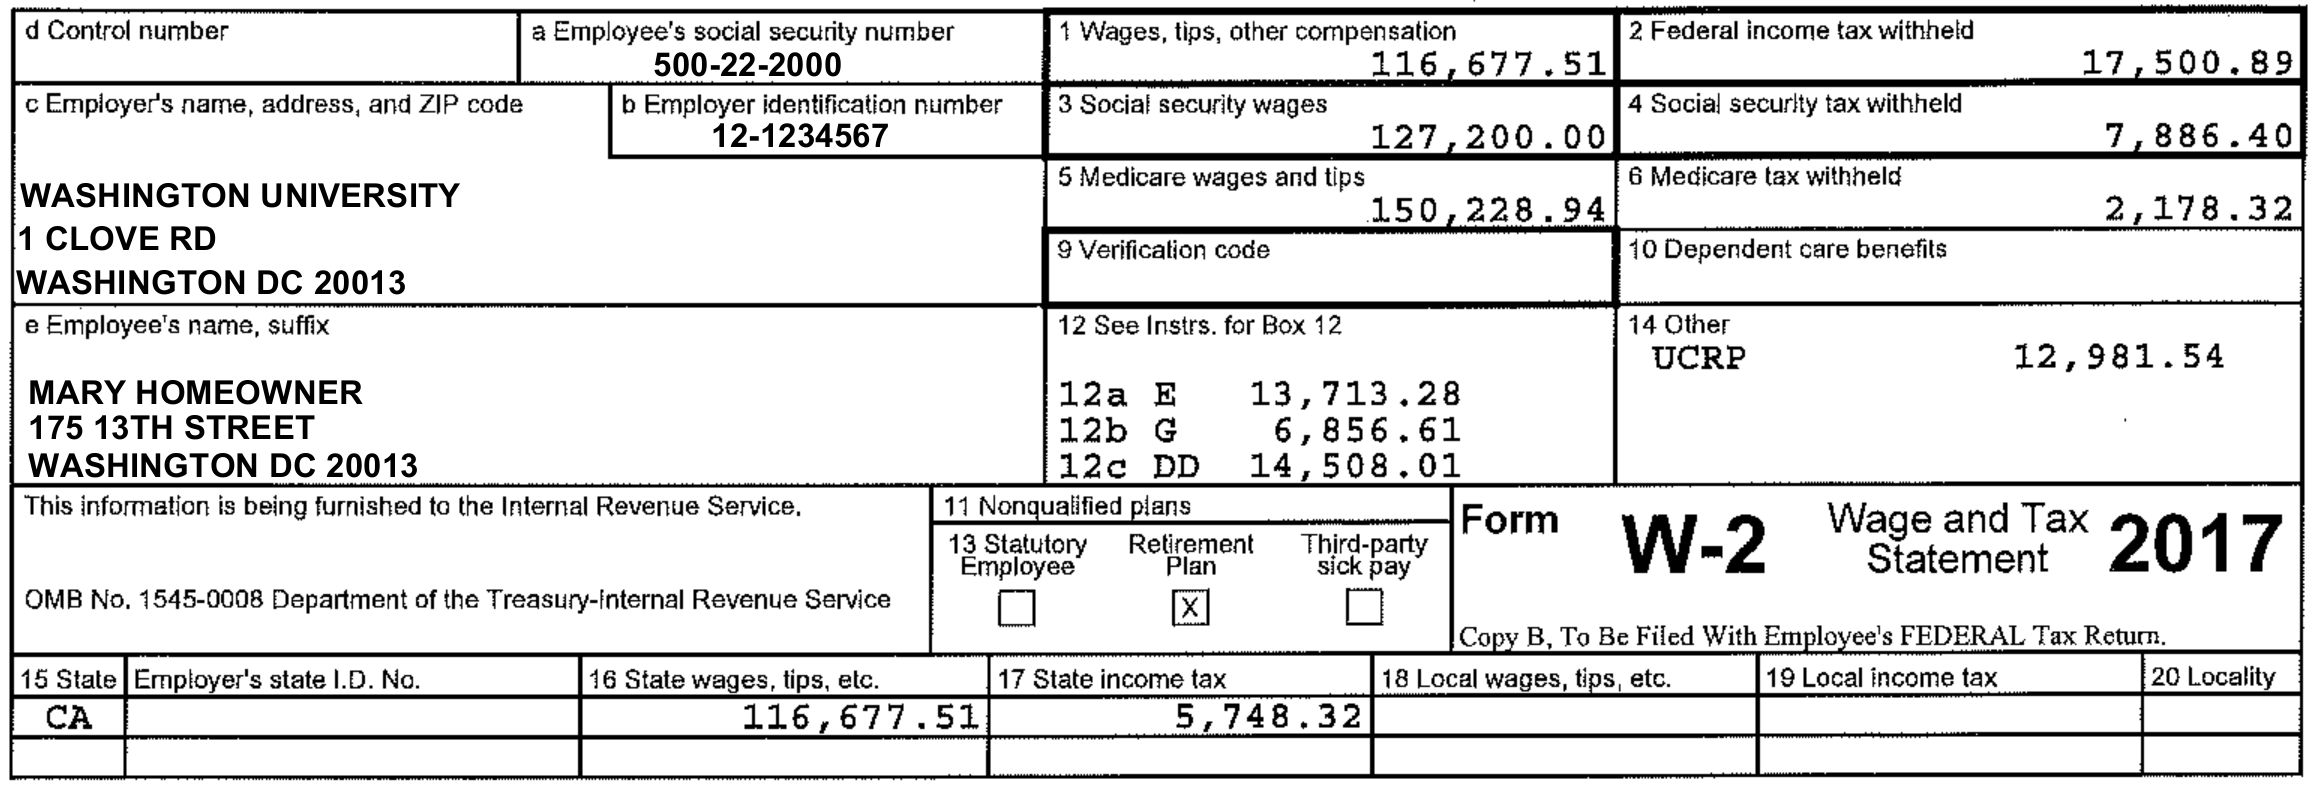 d Control number
a Employee's social security number
500-22-2000
1 Wages, tips, other compensation
116,677.51
2 Federal income tax withheld
17,500.89
c Employer's name, address, and ZIP code
b Employer identification number
12-1234567
3 Social security wages
127,200.00
4 Social security tax withheld
7,886.40
WASHINGTON UNIVERSITY
1 CLOVE RD
WASHINGTON DC 20013
5 Medicare wages and tips
150,228.94
6 Medicare tax withheld
2,178.32
9 Verification code
10 Dependent care benefits
e Employee's name, suffix
MARY HOMEOWNER
175 13TH STREET
WASHINGTON DC 20013
12 See Instrs. for Box 12
12a E 13,713.28
12b G 6,856.61
12c DD 14,508.01
14 Other
UCRP 12,981.54
This information is being furnished to the Internal Revenue Service.
OMB No. 1545-0008 Department of the Treasury-Internal Revenue Service
11 Nonqualified plans
13 Statutory Employee
Retirement Plan
X
Third-party sick pay
Form W-2 Wage and Tax Statement 2017
Copy B, To Be Filed With Employee's FEDERAL Tax Return.
15 State Employer's state I.D. No. 16 State wages, tips, etc. 17 State income tax 18 Local wages, tips, etc. 19 Local income tax 20 Locality
CA 116,677.51 5,748.32